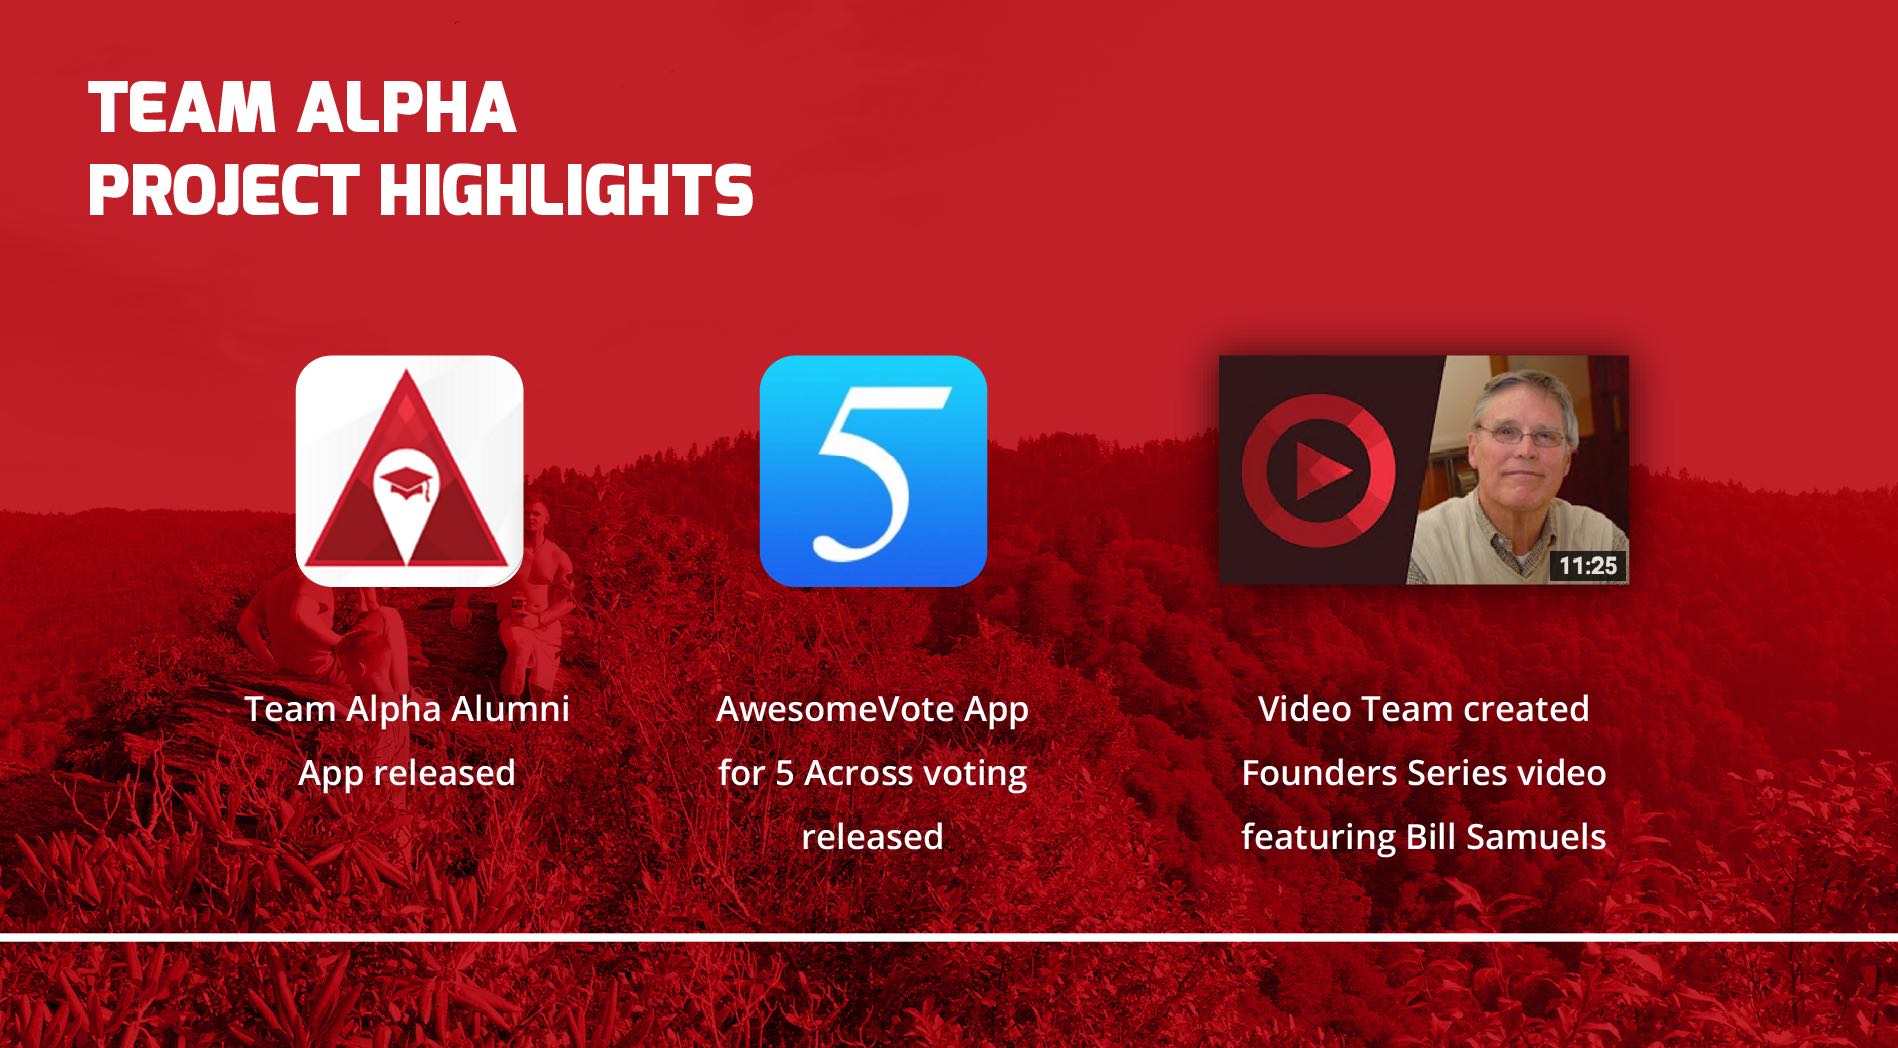 TEAM ALPHA
PROJECT HIGHLIGHTS
5
11:25
Team Alpha Alumni
App released
AwesomeVote App
for 5 Across voting
released
Video Team created
Founders Series video
featuring Bill Samuels